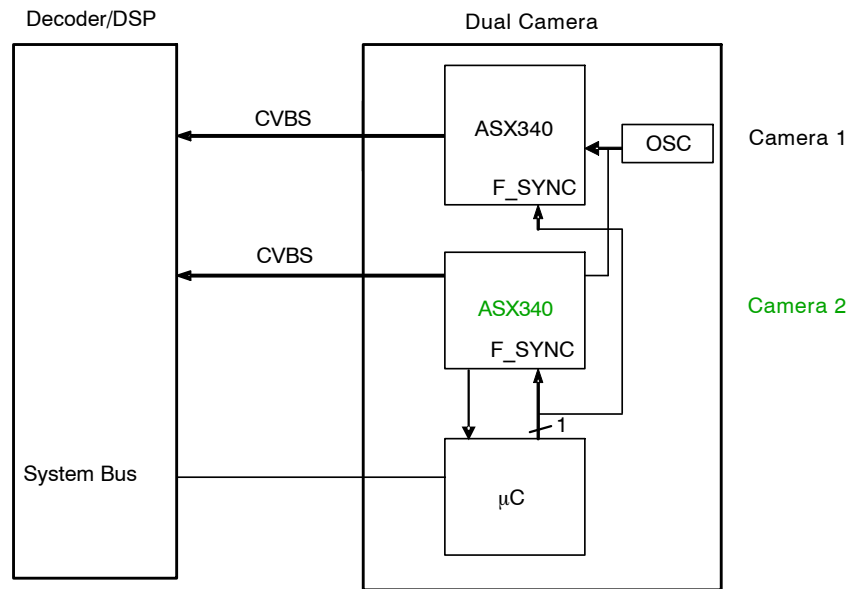 Decoder/DSP
Dual Camera
CVBS
ASX340
OSC
Camera 1
F_SYNC
CVBS
ASX340
Camera 2
F_SYNC
1
System Bus
μC